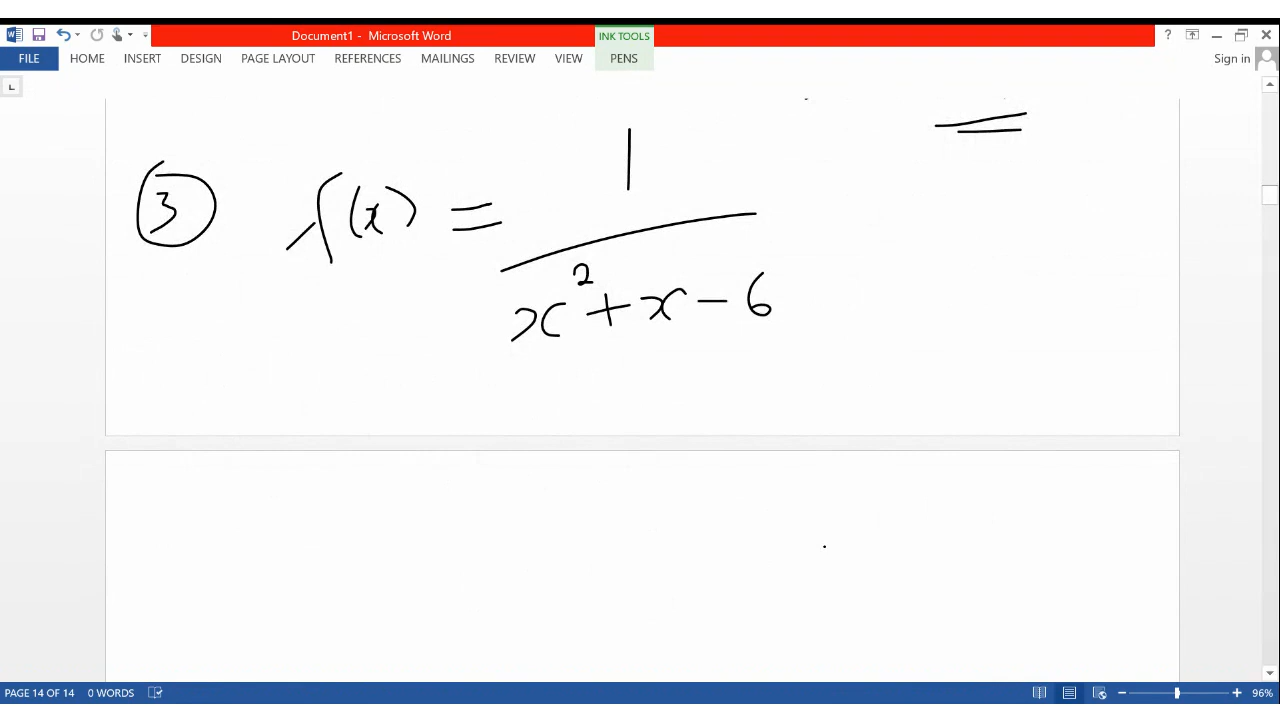 Document1 - Microsoft Word
INK TOOLS
?
FILE HOME INSERT DESIGN PAGE LAYOUT REFERENCES MAILINGS REVIEW VIEW PENS
Sign in
③ f(x) = 1
x² + x - 6
PAGE 14 OF 14 0 WORDS
96%